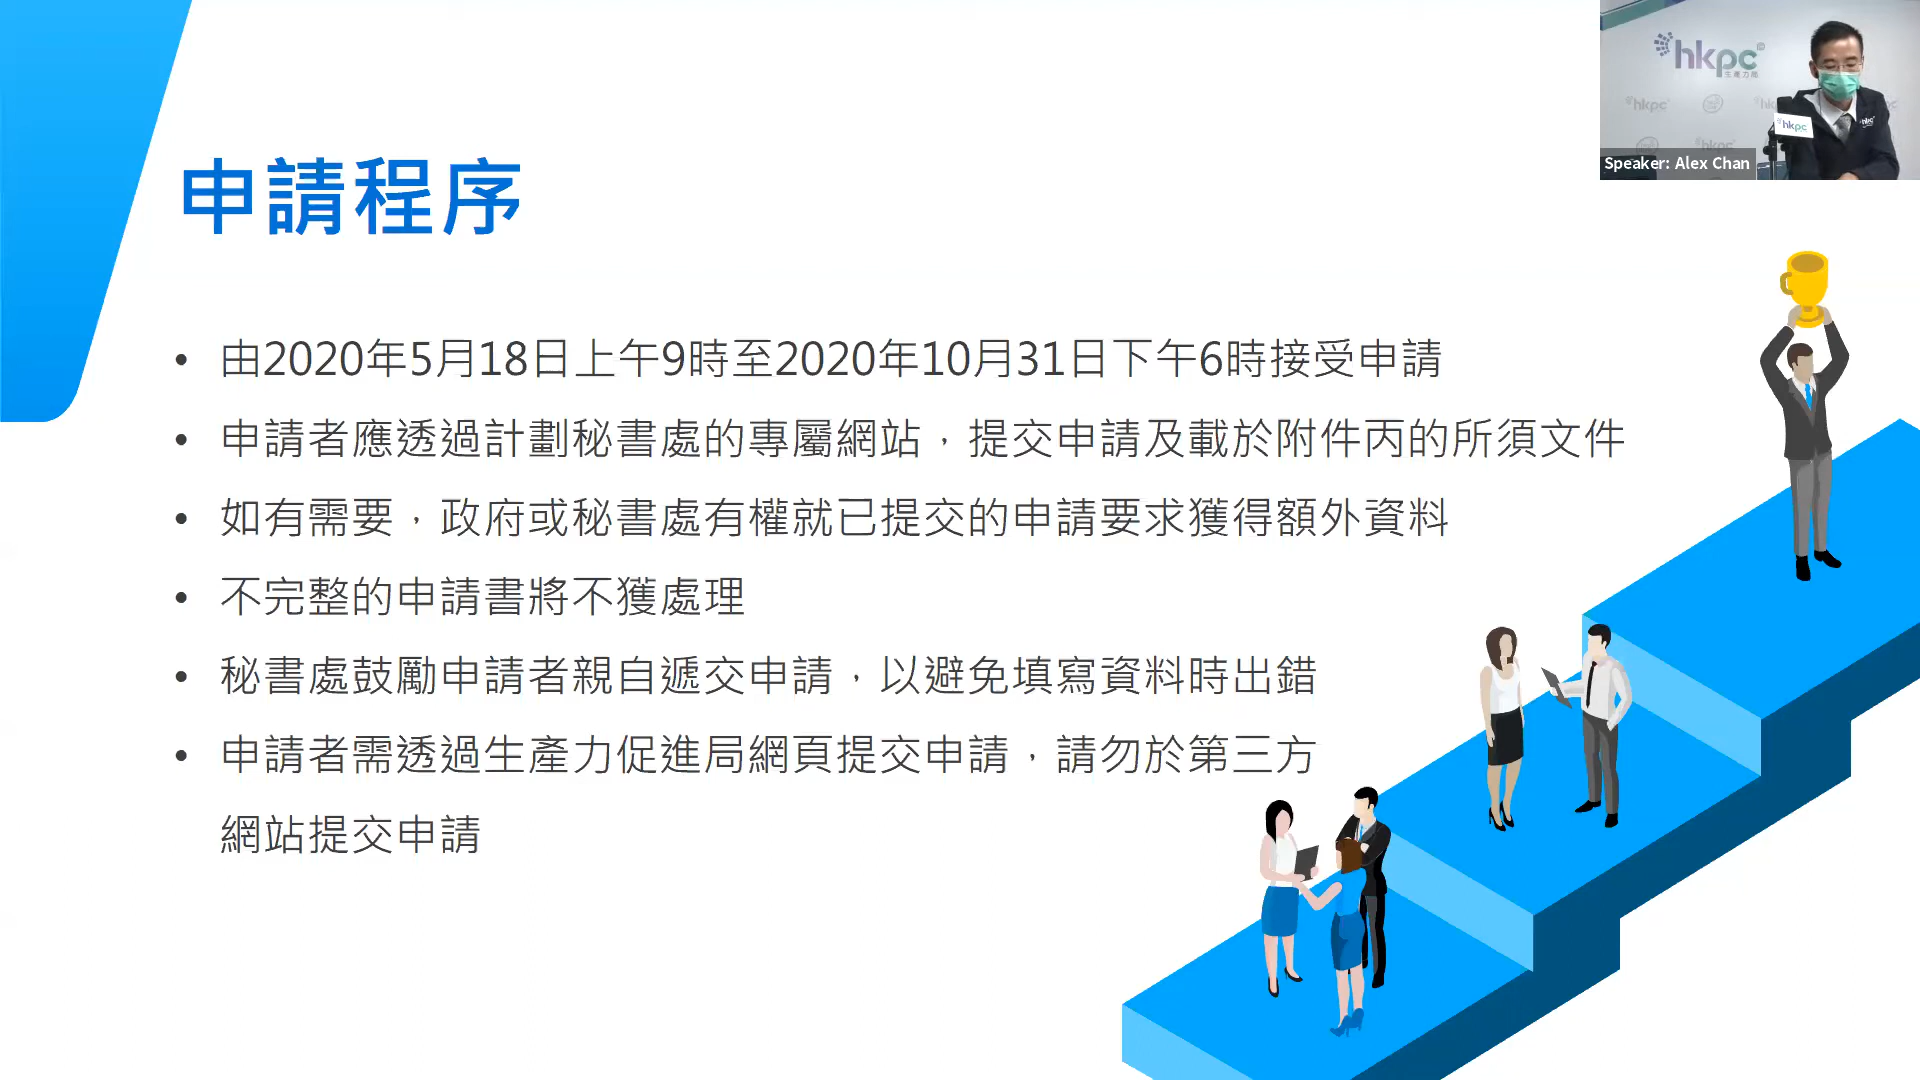 申請程序
• 由2020年5月18日上午9時至2020年10月31日下午6時接受申請
• 申請者應透過計劃秘書處的專屬網站，提交申請及載於附件丙的所須文件
• 如有需要，政府或秘書處有權就已提交的申請要求獲得額外資料
• 不完整的申請書將不獲處理
• 秘書處鼓勵申請者親自遞交申請，以避免填寫資料時出錯
• 申請者需透過生產力促進局網頁提交申請，請勿於第三方
網站提交申請
hkpc
生產力局
hkpc
hkpc
hkpc
Speaker: Alex Chan